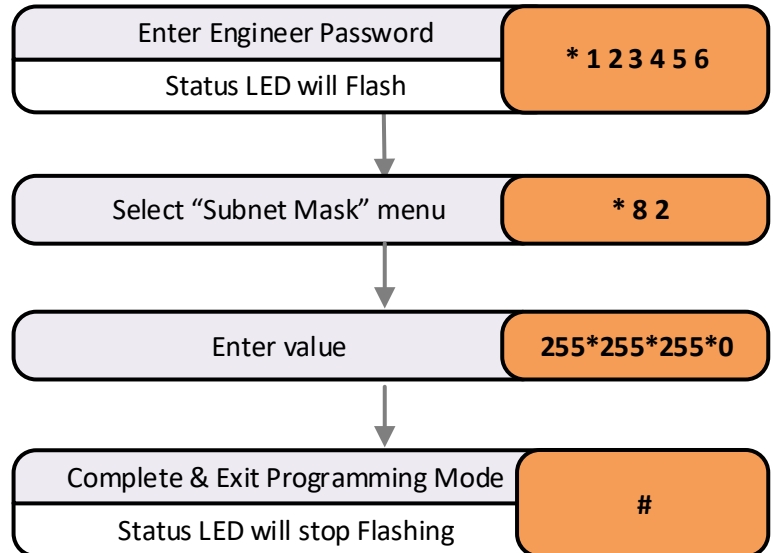 Enter Engineer Password
* 1 2 3 4 5 6
Status LED will Flash
Select “Subnet Mask” menu
* 8 2
Enter value
255*255*255*0
Complete & Exit Programming Mode
#
Status LED will stop Flashing